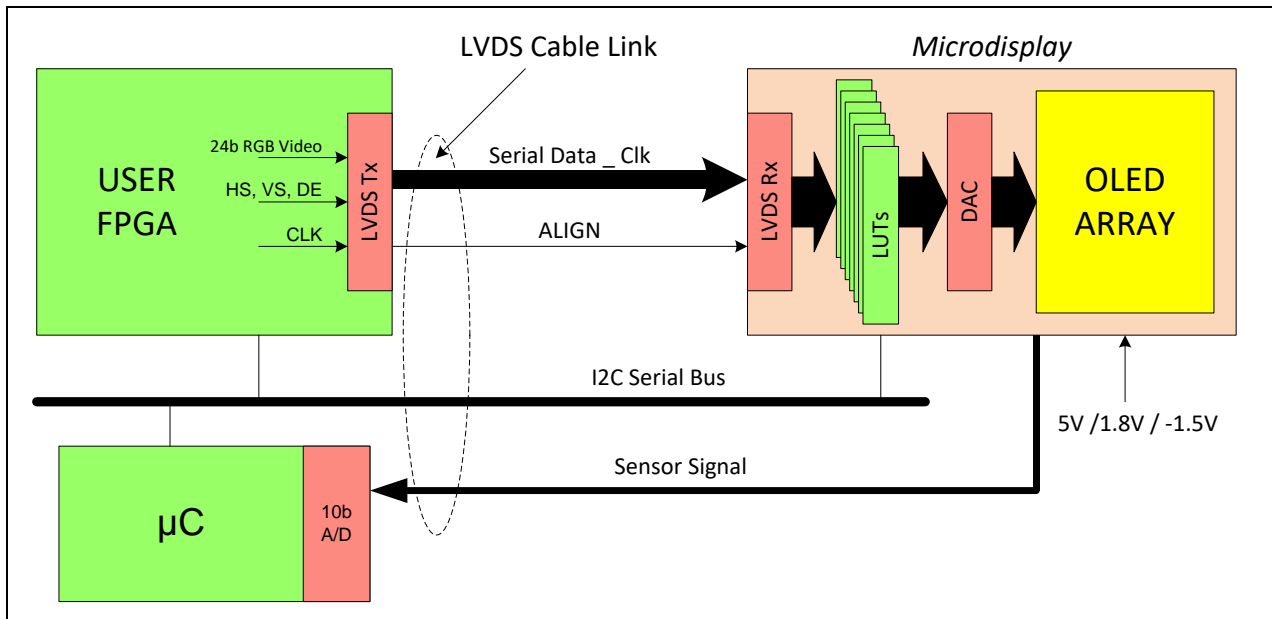 LVDS Cable Link
Microdisplay
USER
FPGA
24b RGB Video
HS, VS, DE
CLK
LVDS Tx
Serial Data _ Clk
ALIGN
LVDS Rx
LUTs
DAC
OLED
ARRAY
I2C Serial Bus
5V /1.8V / -1.5V
Sensor Signal
µC
10b
A/D